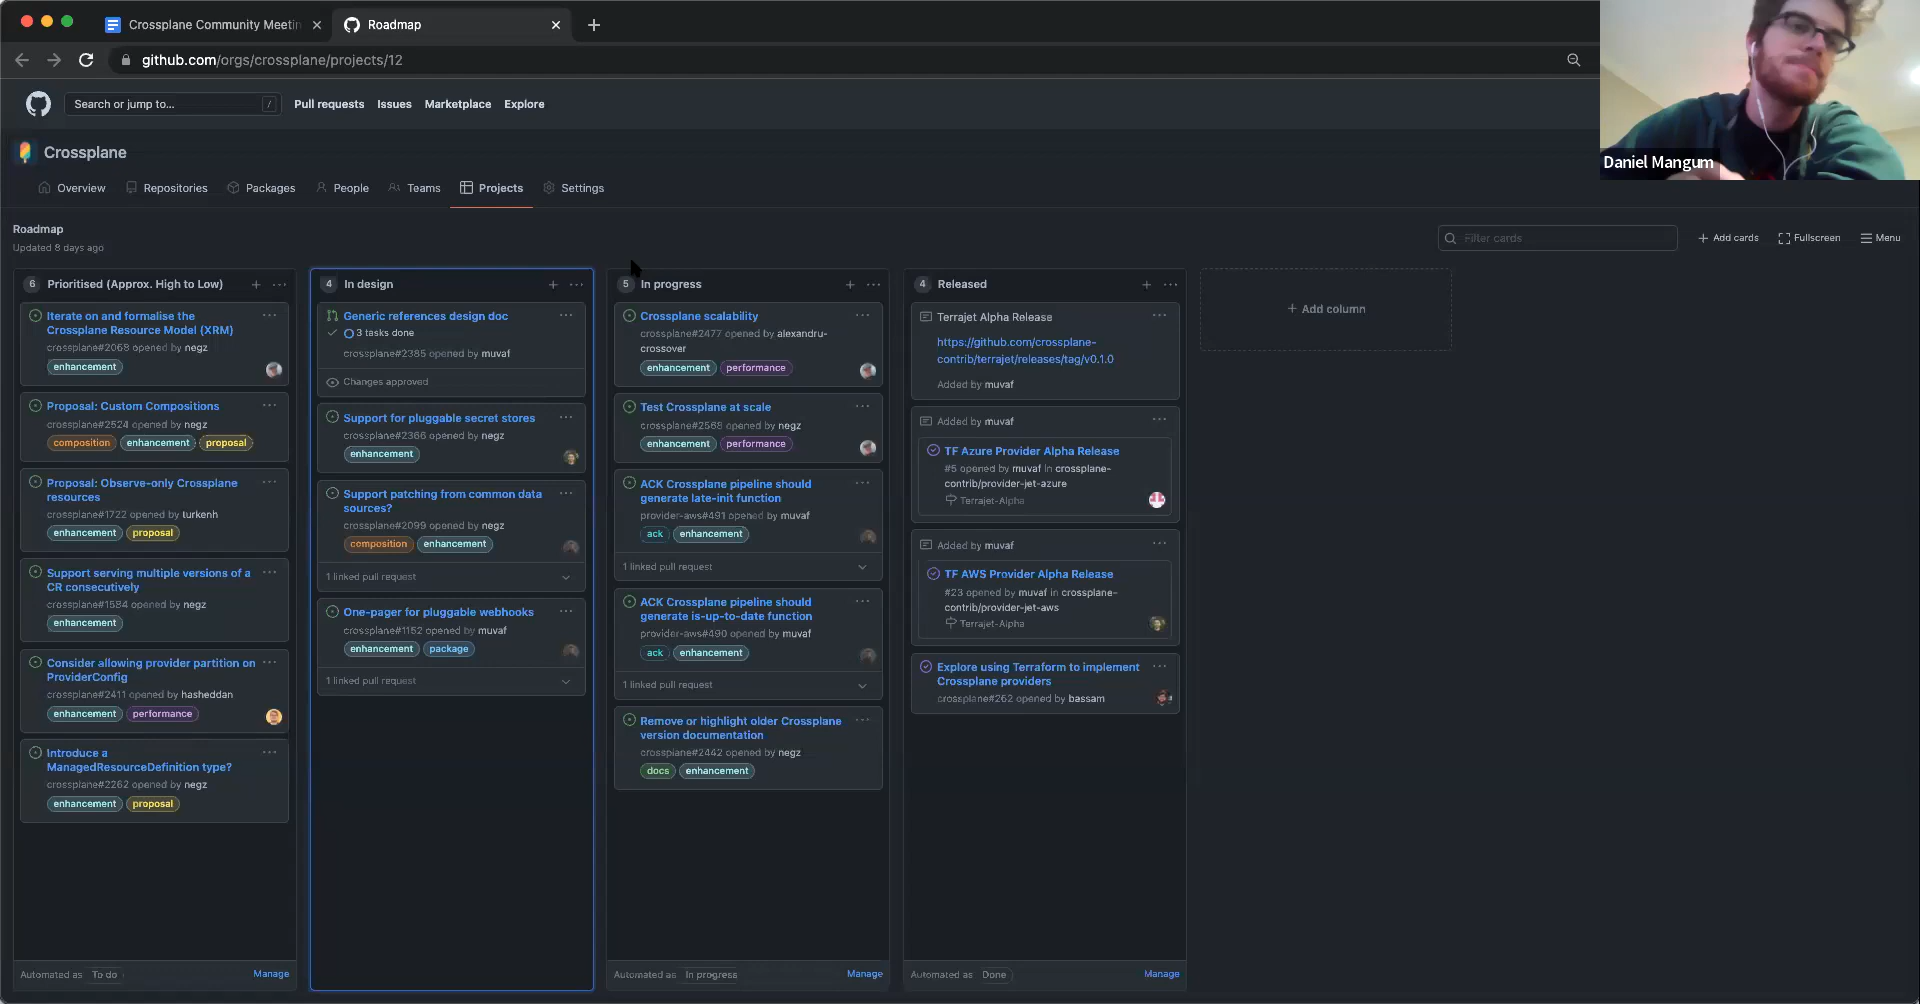 Crossplane Community Meetin
Roadmap
github.com/orgs/crossplane/projects/12
Search or jump to...
/
Pull requests
Issues
Marketplace
Explore
Daniel Mangum
Crossplane
Overview
Repositories
Packages
People
Teams
Projects
Settings
Roadmap
Updated 8 days ago
Filter cards
+ Add cards
Fullscreen
Menu
6 Prioritised (Approx. High to Low)
Iterate on and formalise the
Crossplane Resource Model (XRM)
crossplane#2068 opened by negz
enhancement
Proposal: Custom Compositions
crossplane#2524 opened by negz
composition enhancement proposal
Proposal: Observe-only Crossplane
resources
crossplane#1722 opened by turkenh
enhancement proposal
Support serving multiple versions of a
CR consecutively
crossplane#1584 opened by negz
enhancement
Consider allowing provider partition on
ProviderConfig
crossplane#2411 opened by hasheddan
enhancement performance
Introduce a
ManagedResourceDefinition type?
crossplane#2262 opened by negz
enhancement proposal
Automated as To do
Manage
4 In design
Generic references design doc
3 tasks done
crossplane#2385 opened by muvaf
Changes approved
Support for pluggable secret stores
crossplane#2366 opened by negz
enhancement
Support patching from common data
sources?
crossplane#2099 opened by negz
composition enhancement
1 linked pull request
One-pager for pluggable webhooks
crossplane#1152 opened by muvaf
enhancement package
1 linked pull request
5 In progress
Crossplane scalability
crossplane#2477 opened by alexandru-
crossover
enhancement performance
Test Crossplane at scale
crossplane#2568 opened by negz
enhancement performance
ACK Crossplane pipeline should
generate late-init function
provider-aws#491 opened by muvaf
ack enhancement
1 linked pull request
ACK Crossplane pipeline should
generate is-up-to-date function
provider-aws#490 opened by muvaf
ack enhancement
1 linked pull request
Remove or highlight older Crossplane
version documentation
crossplane#2442 opened by negz
docs enhancement
Automated as In progress
Manage
4 Released
Terrajet Alpha Release
https://github.com/crossplane-
contrib/terrajet/releases/tag/v0.1.0
Added by muvaf
Added by muvaf
TF Azure Provider Alpha Release
#5 opened by muvaf in crossplane-
contrib/provider-jet-azure
Terrajet-Alpha
Added by muvaf
TF AWS Provider Alpha Release
#23 opened by muvaf in crossplane-
contrib/provider-jet-aws
Terrajet-Alpha
Explore using Terraform to implement
Crossplane providers
crossplane#262 opened by bassam
Automated as Done
Manage
+ Add column